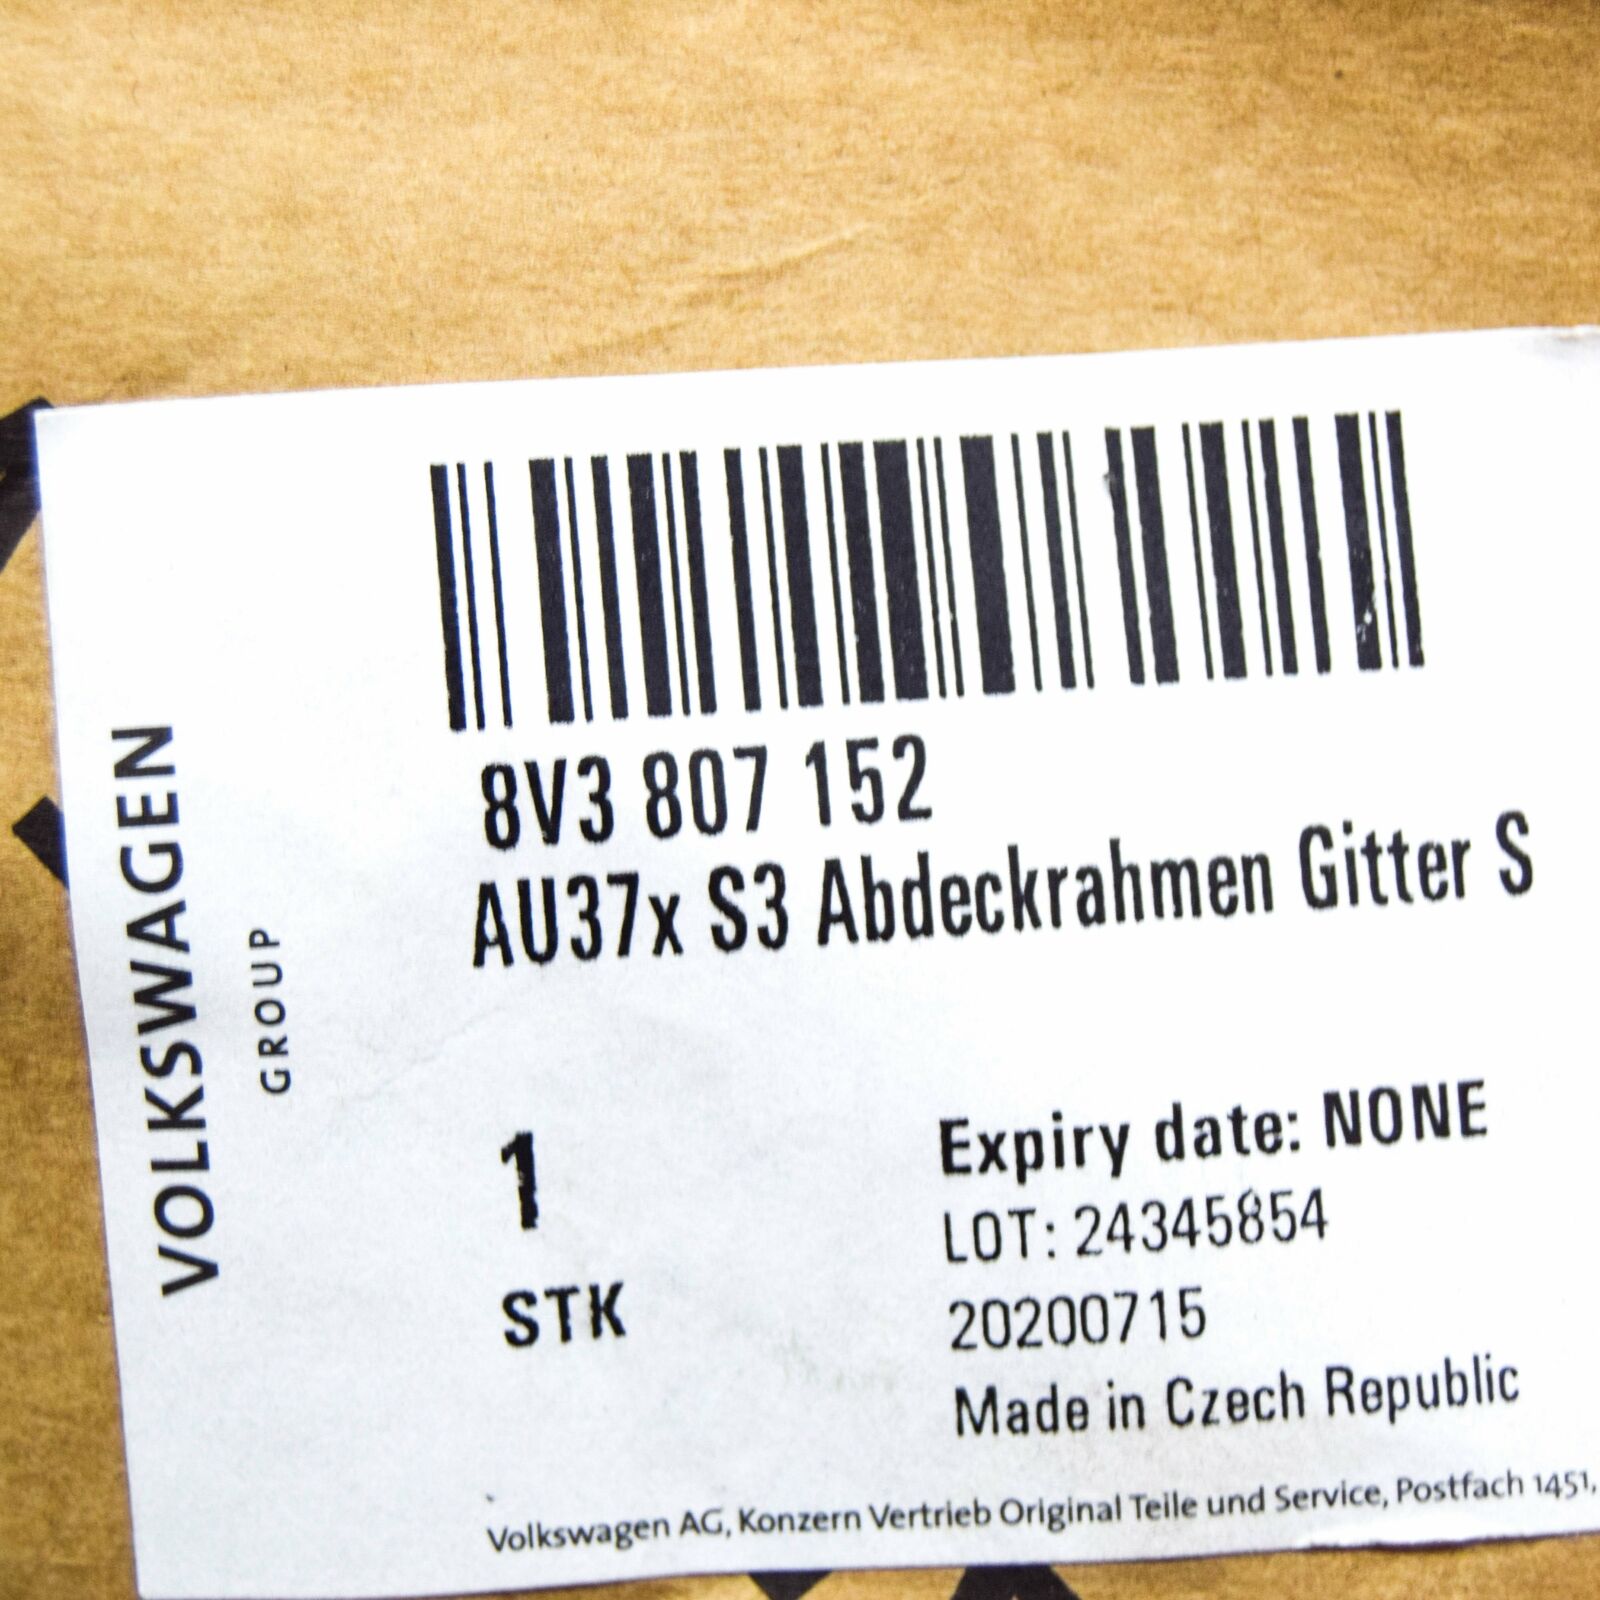 VOLKSWAGEN
GROUP
8V3 807 152
AU37x S3 Abdeckrahmen Gitter S
1
STK
Expiry date: NONE
LOT: 24345854
20200715
Made in Czech Republic
Volkswagen AG, Konzern Vertrieb Original Teile und Service, Postfach 1451,